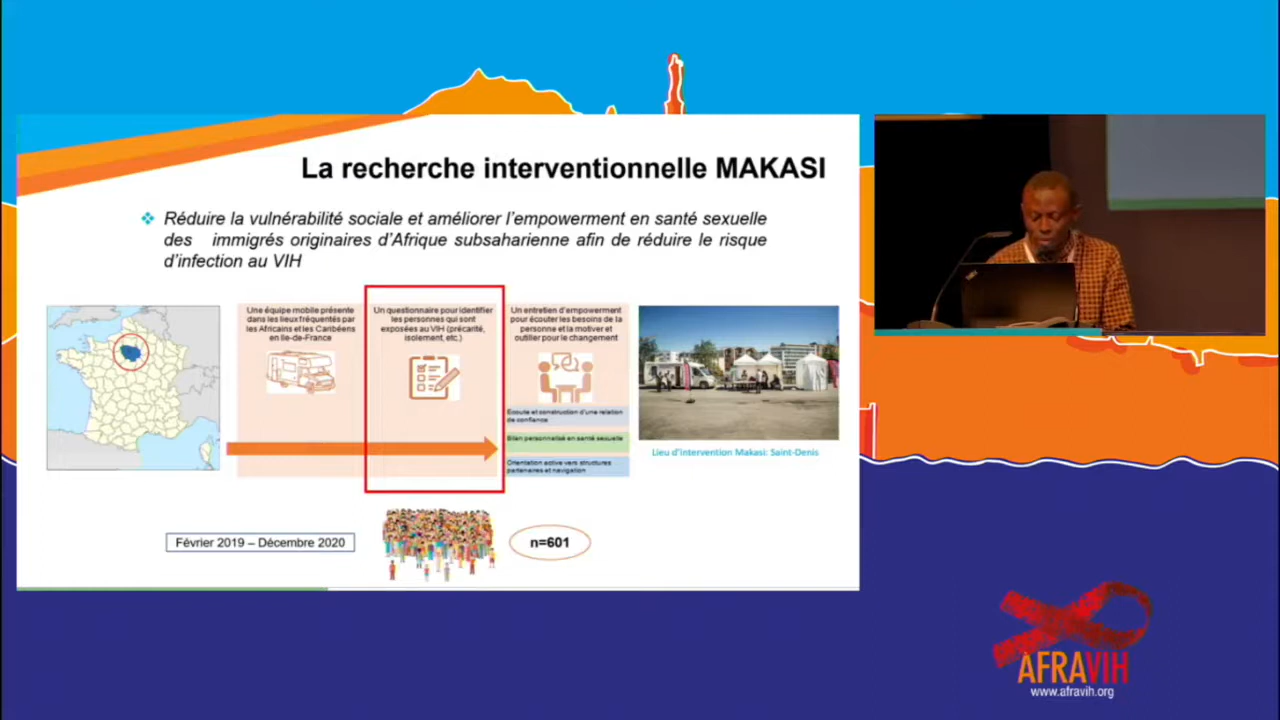 La recherche interventionnelle MAKASI
Réduire la vulnérabilité sociale et améliorer l'empowerment en santé sexuelle
des immigrés originaires d'Afrique subsaharienne afin de réduire le risque
d'infection au VIH
Une équipe mobile présente
dans les lieux fréquentés par
les Africains et les Caribéens
en Ile-de-France
Un questionnaire pour identifier
les personnes qui sont
exposées au VIH (précarité,
isolement, etc.)
Un entretien d'empowerment
pour écouter les besoins de la
personne et la motiver et
outiller pour le changement
Ecoute et construction d'une relation
de confiance
Bilan personnalisé en santé sexuelle
Orientation active vers structures
partenaires et navigation
Lieu d'intervention Makasi: Saint-Denis
Février 2019 – Décembre 2020
n=601
AFRAVIH
www.afravih.org